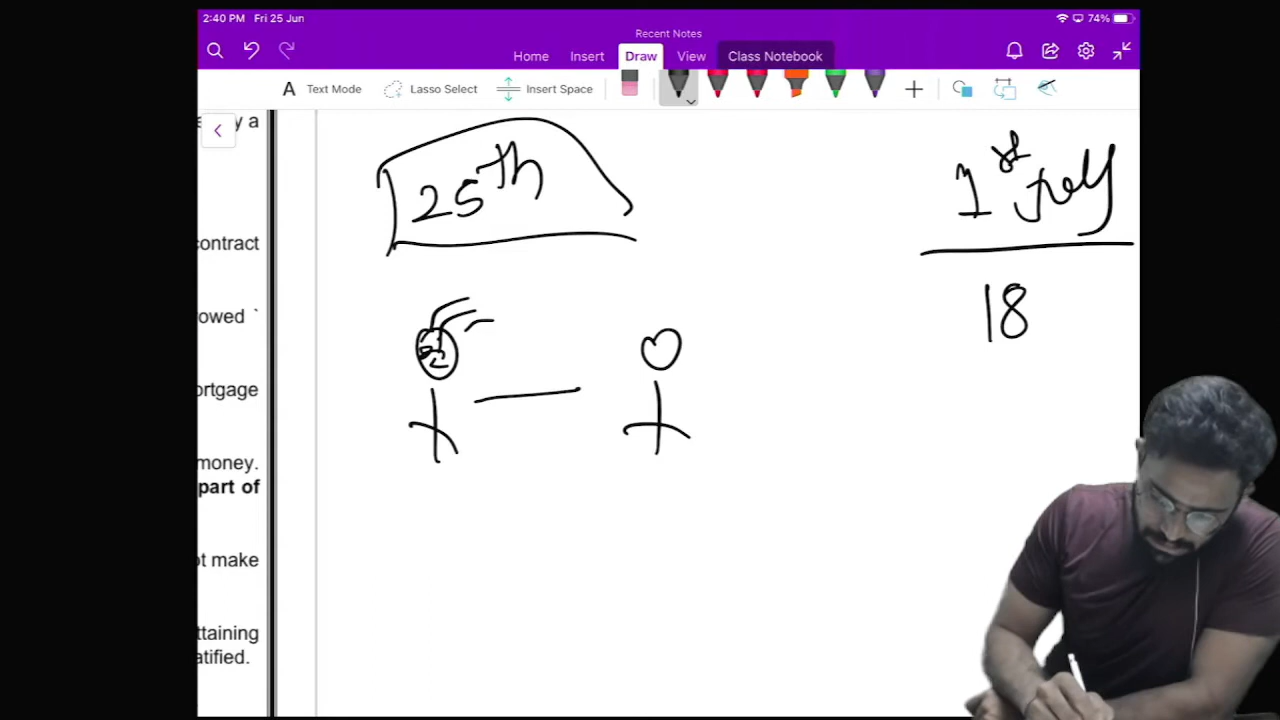 2:40 PM Fri 25 Jun
74%
Recent Notes
Home Insert Draw View Class Notebook
A Text Mode Lasso Select Insert Space
y a
contract
owed `
ortgage
money.
part of
ot make
ttaining
atified.
25th
1st July
18